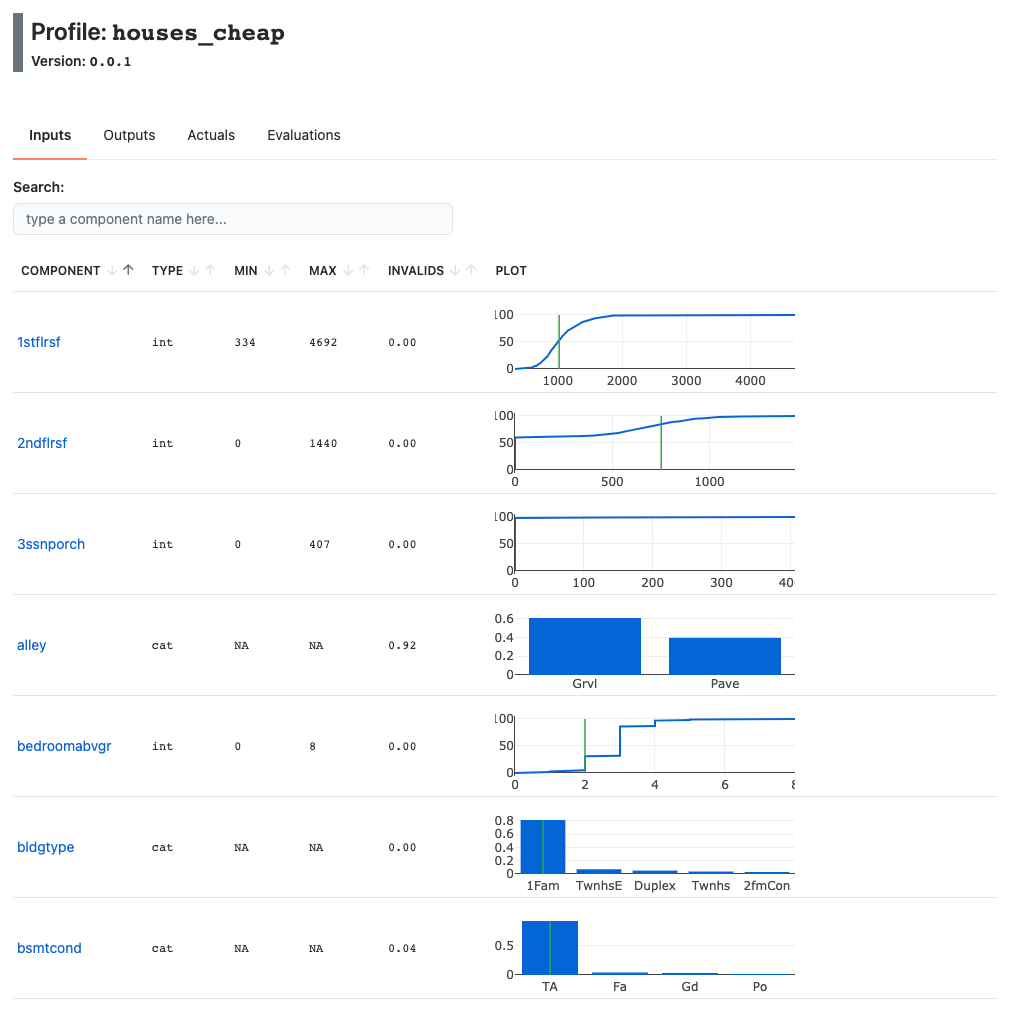 Profile: houses_cheap
Version: 0.0.1
Inputs Outputs Actuals Evaluations
Search:
type a component name here...
COMPONENT ↓ ↑ TYPE ↓ ↑ MIN ↓ ↑ MAX ↓ ↑ INVALIDS ↓ ↑ PLOT
1stflrsf int 334 4692 0.00
100
50
0
1000 2000 3000 4000
2ndflrsf int 0 1440 0.00
100
50
0
0 500 1000
3ssnporch int 0 407 0.00
100
50
0
0 100 200 300 40
alley cat NA NA 0.92
0.6
0.4
0.2
0
Grvl Pave
bedroomabvgr int 0 8 0.00
100
50
0
0 2 4 6 8
bldgtype cat NA NA 0.00
0.8
0.6
0.4
0.2
0
1Fam TwnhsE Duplex Twnhs 2fmCon
bsmtcond cat NA NA 0.04
0.5
0
TA Fa Gd Po